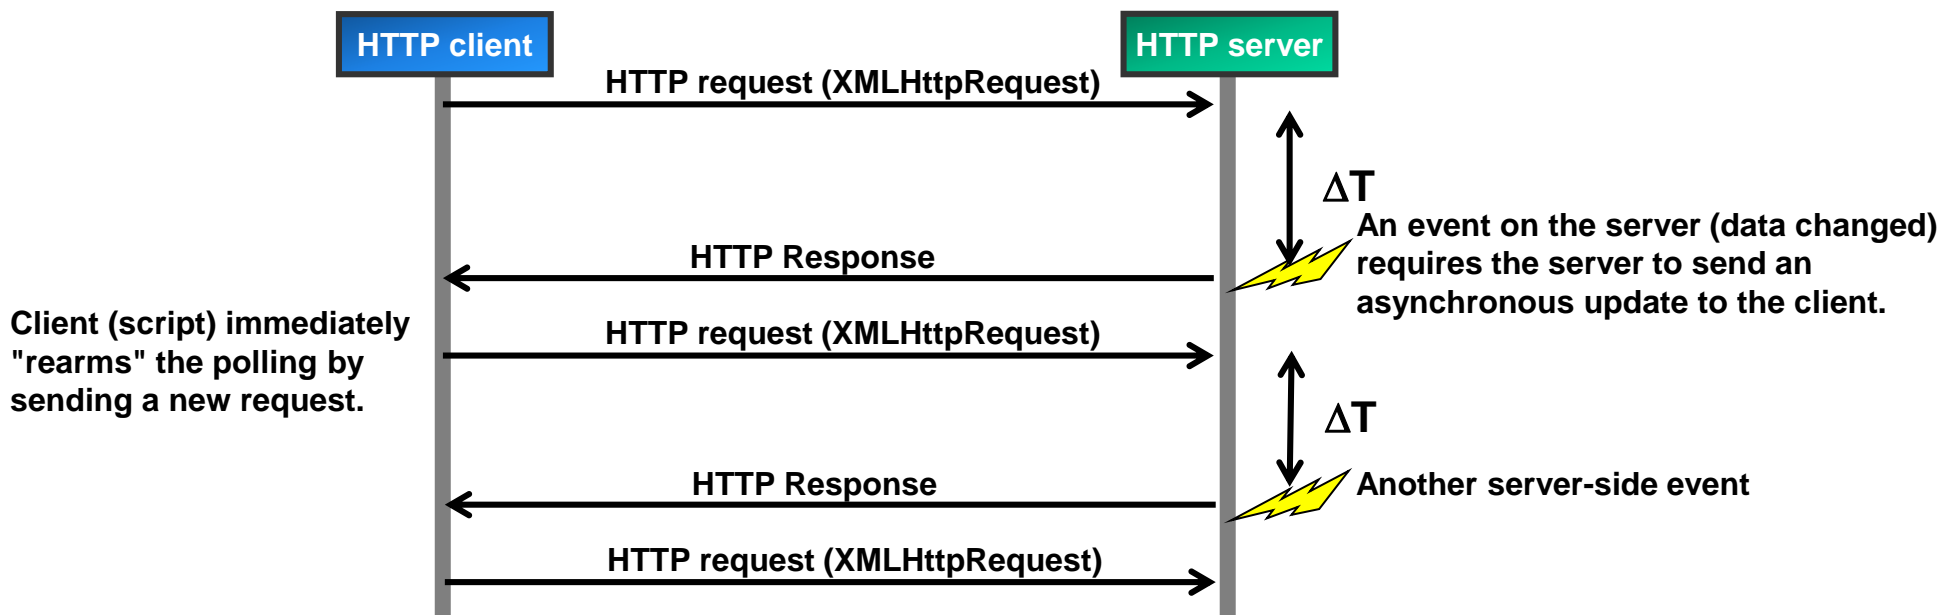 HTTP client
HTTP server
HTTP request (XMLHttpRequest)
ΔT
An event on the server (data changed)
requires the server to send an
asynchronous update to the client.
HTTP Response
Client (script) immediately
"rearms" the polling by
sending a new request.
HTTP request (XMLHttpRequest)
ΔT
HTTP Response
Another server-side event
HTTP request (XMLHttpRequest)